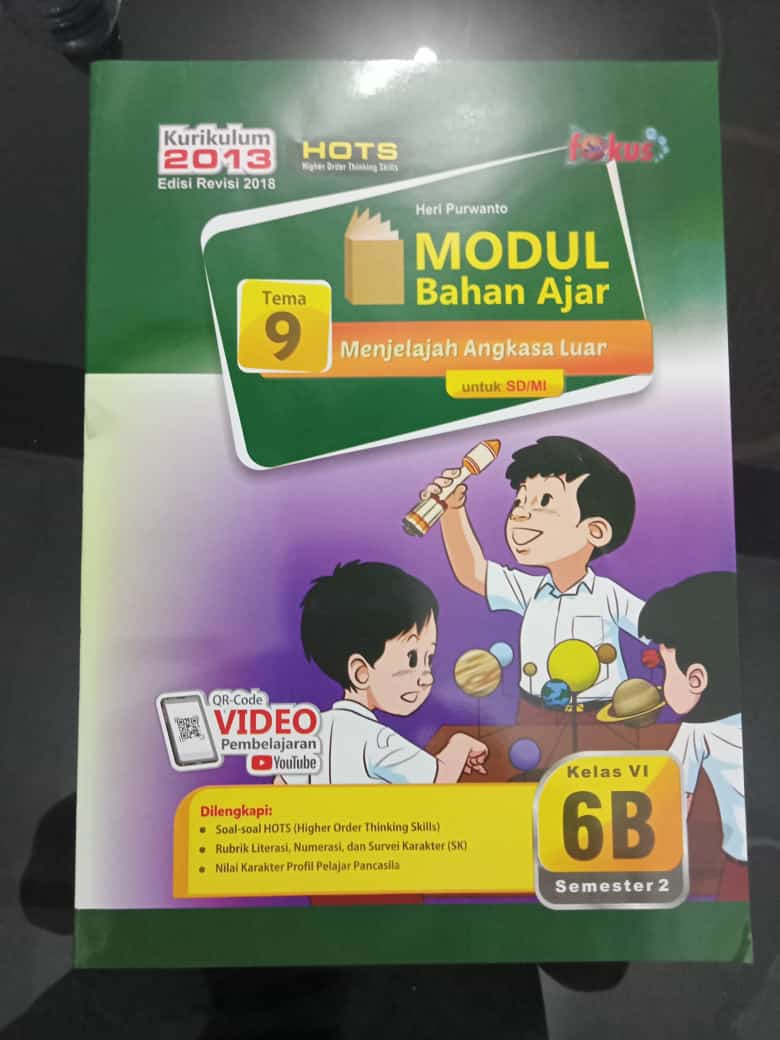 Kurikulum
2013
Edisi Revisi 2018
HOTS
Higher Order Thinking Skills
fokus
Heri Purwanto
MODUL
Bahan Ajar
Tema
9
Menjelajah Angkasa Luar
untuk SD/MI
QR-Code
VIDEO
Pembelajaran
YouTube
Dilengkapi:
• Soal-soal HOTS (Higher Order Thinking Skills)
• Rubrik Literasi, Numerasi, dan Survei Karakter (SK)
• Nilai Karakter Profil Pelajar Pancasila
Kelas VI
6B
Semester 2